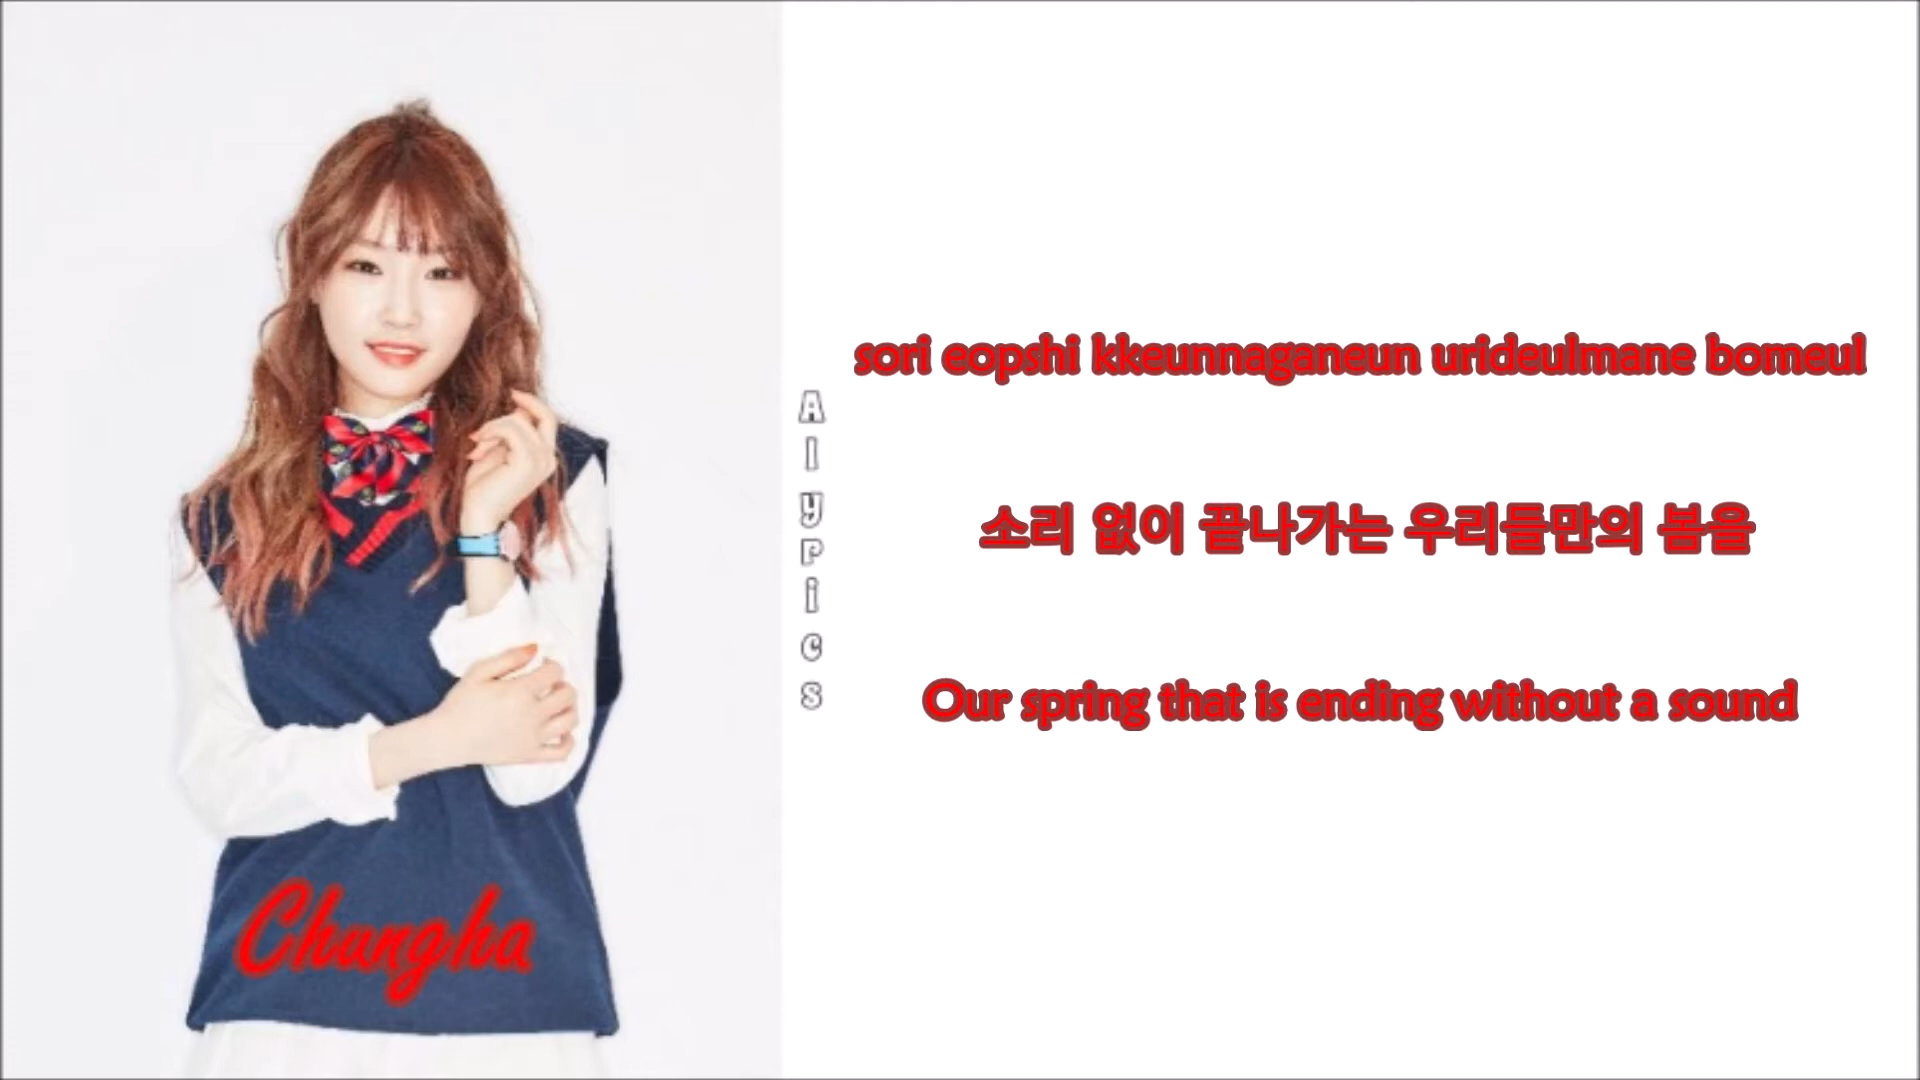 sori eopshi kkeunnaganeun urideulmane bomeul
소리 없이 끝나가는 우리들만의 봄을
Our spring that is ending without a sound
AlyPics
Chungha